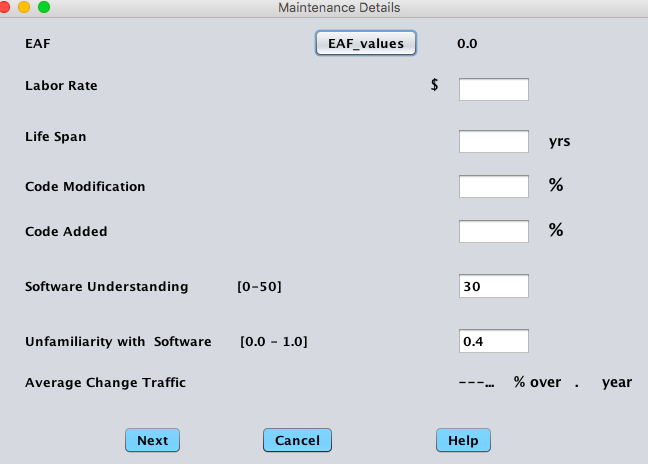 Maintenance Details
EAF EAF_values 0.0
Labor Rate $
Life Span yrs
Code Modification %
Code Added %
Software Understanding [0-50] 30
Unfamiliarity with Software [0.0 - 1.0] 0.4
Average Change Traffic ---... % over . year
Next Cancel Help